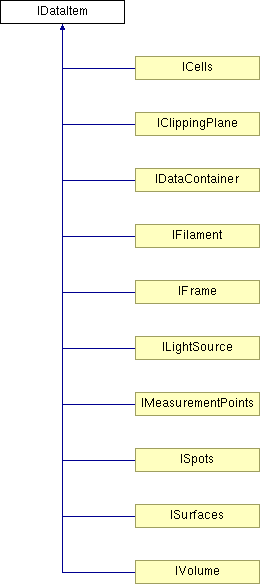 IDataItem
ICells
IClippingPlane
IDataContainer
IFilament
IFrame
ILightSource
IMeasurementPoints
ISpots
ISurfaces
IVolume